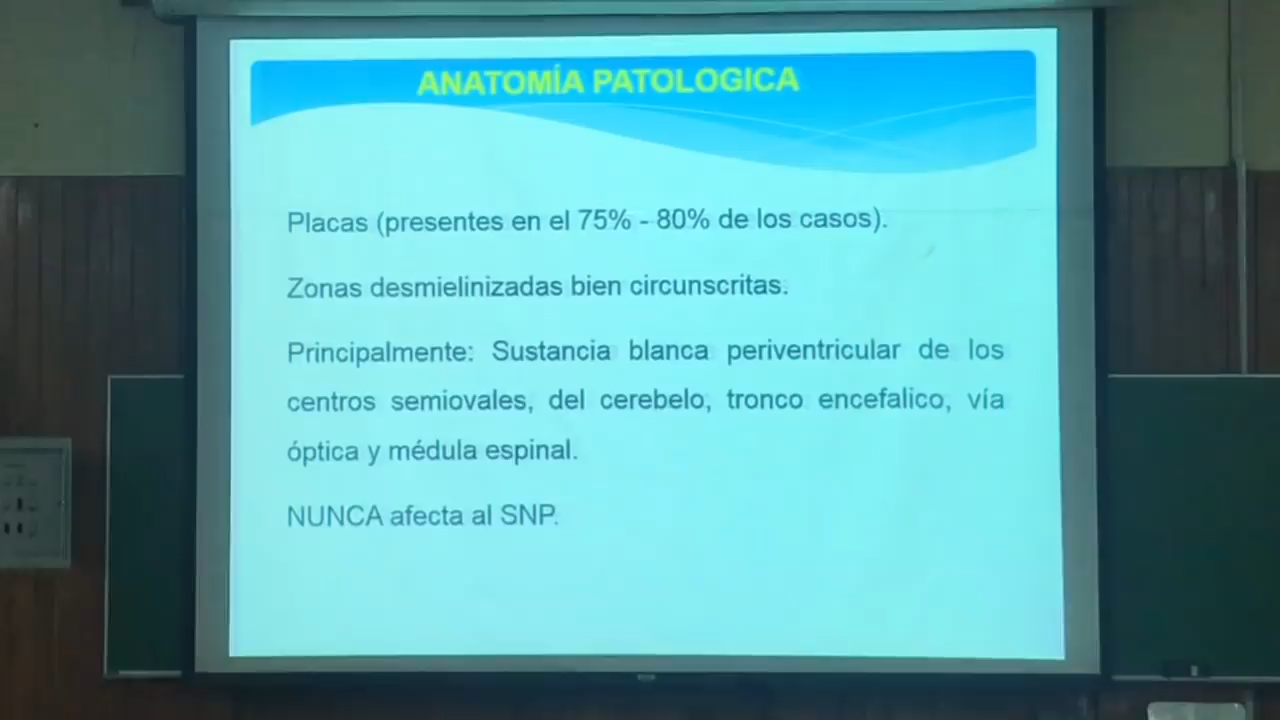 ANATOMÍA PATOLOGICA
Placas (presentes en el 75% - 80% de los casos).
Zonas desmielinizadas bien circunscritas.
Principalmente: Sustancia blanca periventricular de los
centros semiovales, del cerebelo, tronco encefalico, vía
óptica y médula espinal.
NUNCA afecta al SNP.